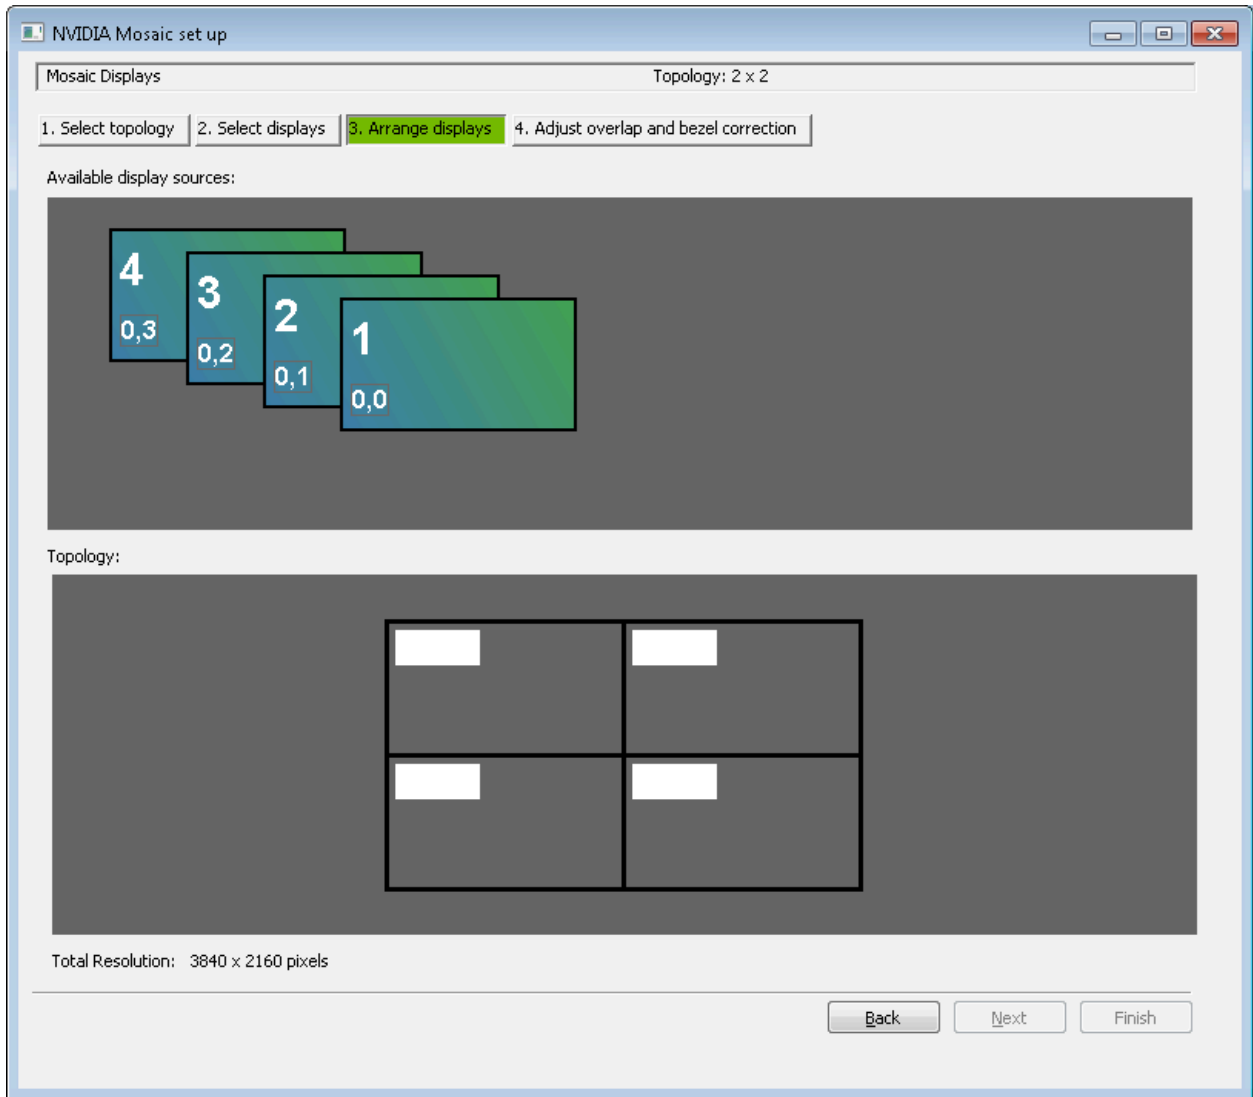 NVIDIA Mosaic set up
Mosaic Displays Topology: 2 x 2
1. Select topology 2. Select displays 3. Arrange displays 4. Adjust overlap and bezel correction
Available display sources:
4
0,3
3
0,2
2
0,1
1
0,0
Topology:
Total Resolution: 3840 x 2160 pixels
Back Next Finish